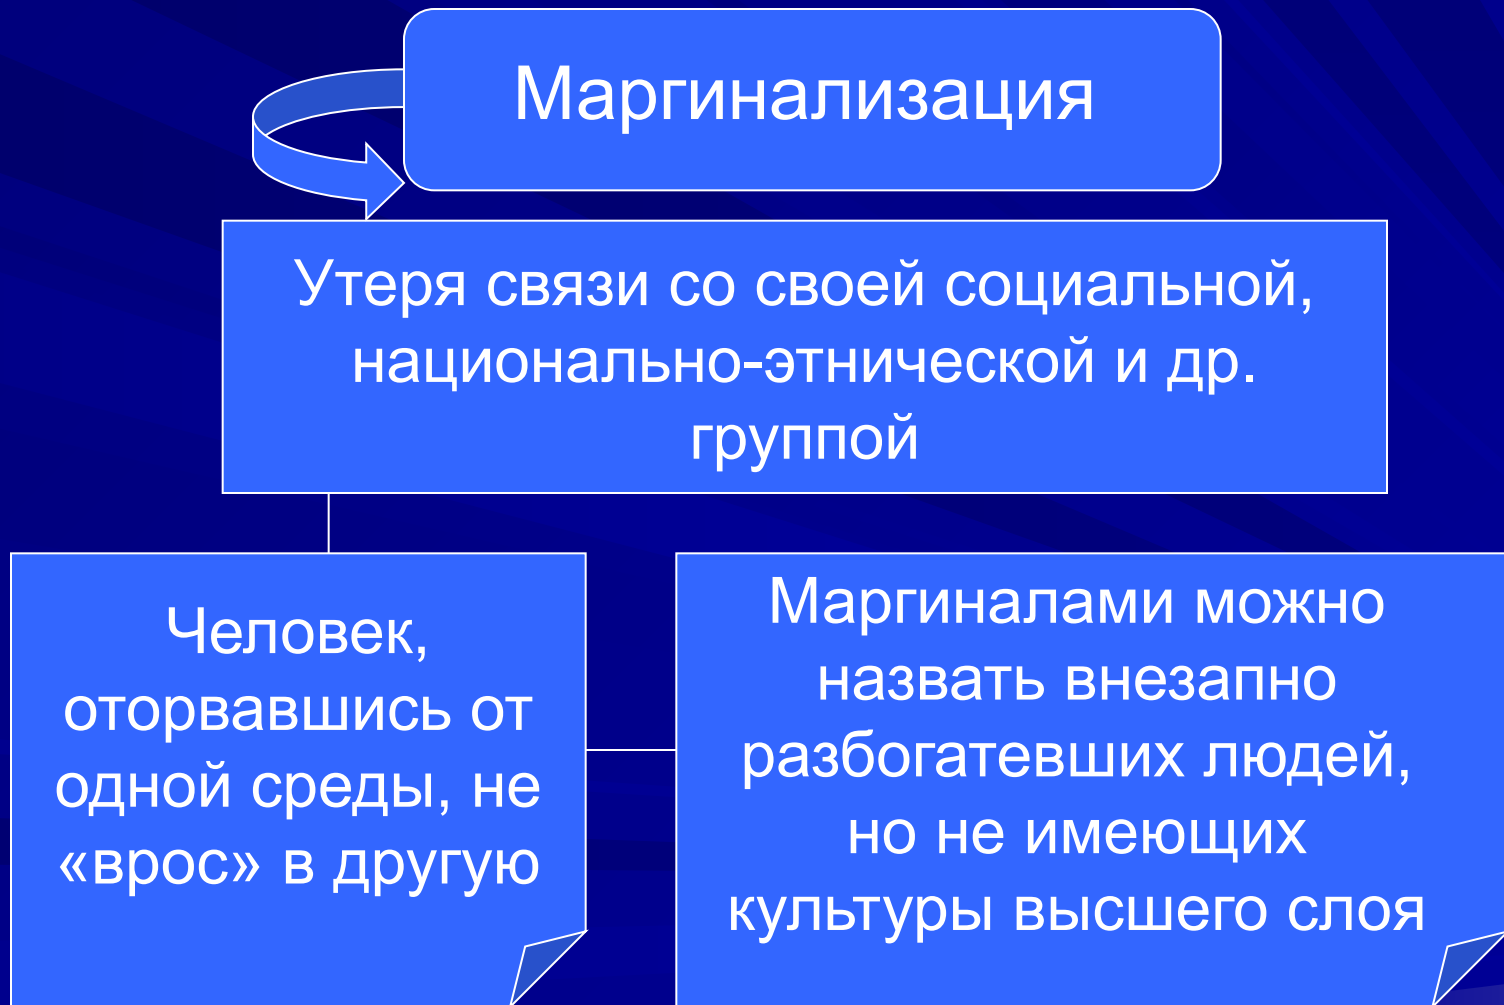 Маргинализация
Утеря связи со своей социальной,
национально-этнической и др.
группой
Человек,
оторвавшись от
одной среды, не
«врос» в другую
Маргиналами можно
назвать внезапно
разбогатевших людей,
но не имеющих
культуры высшего слоя